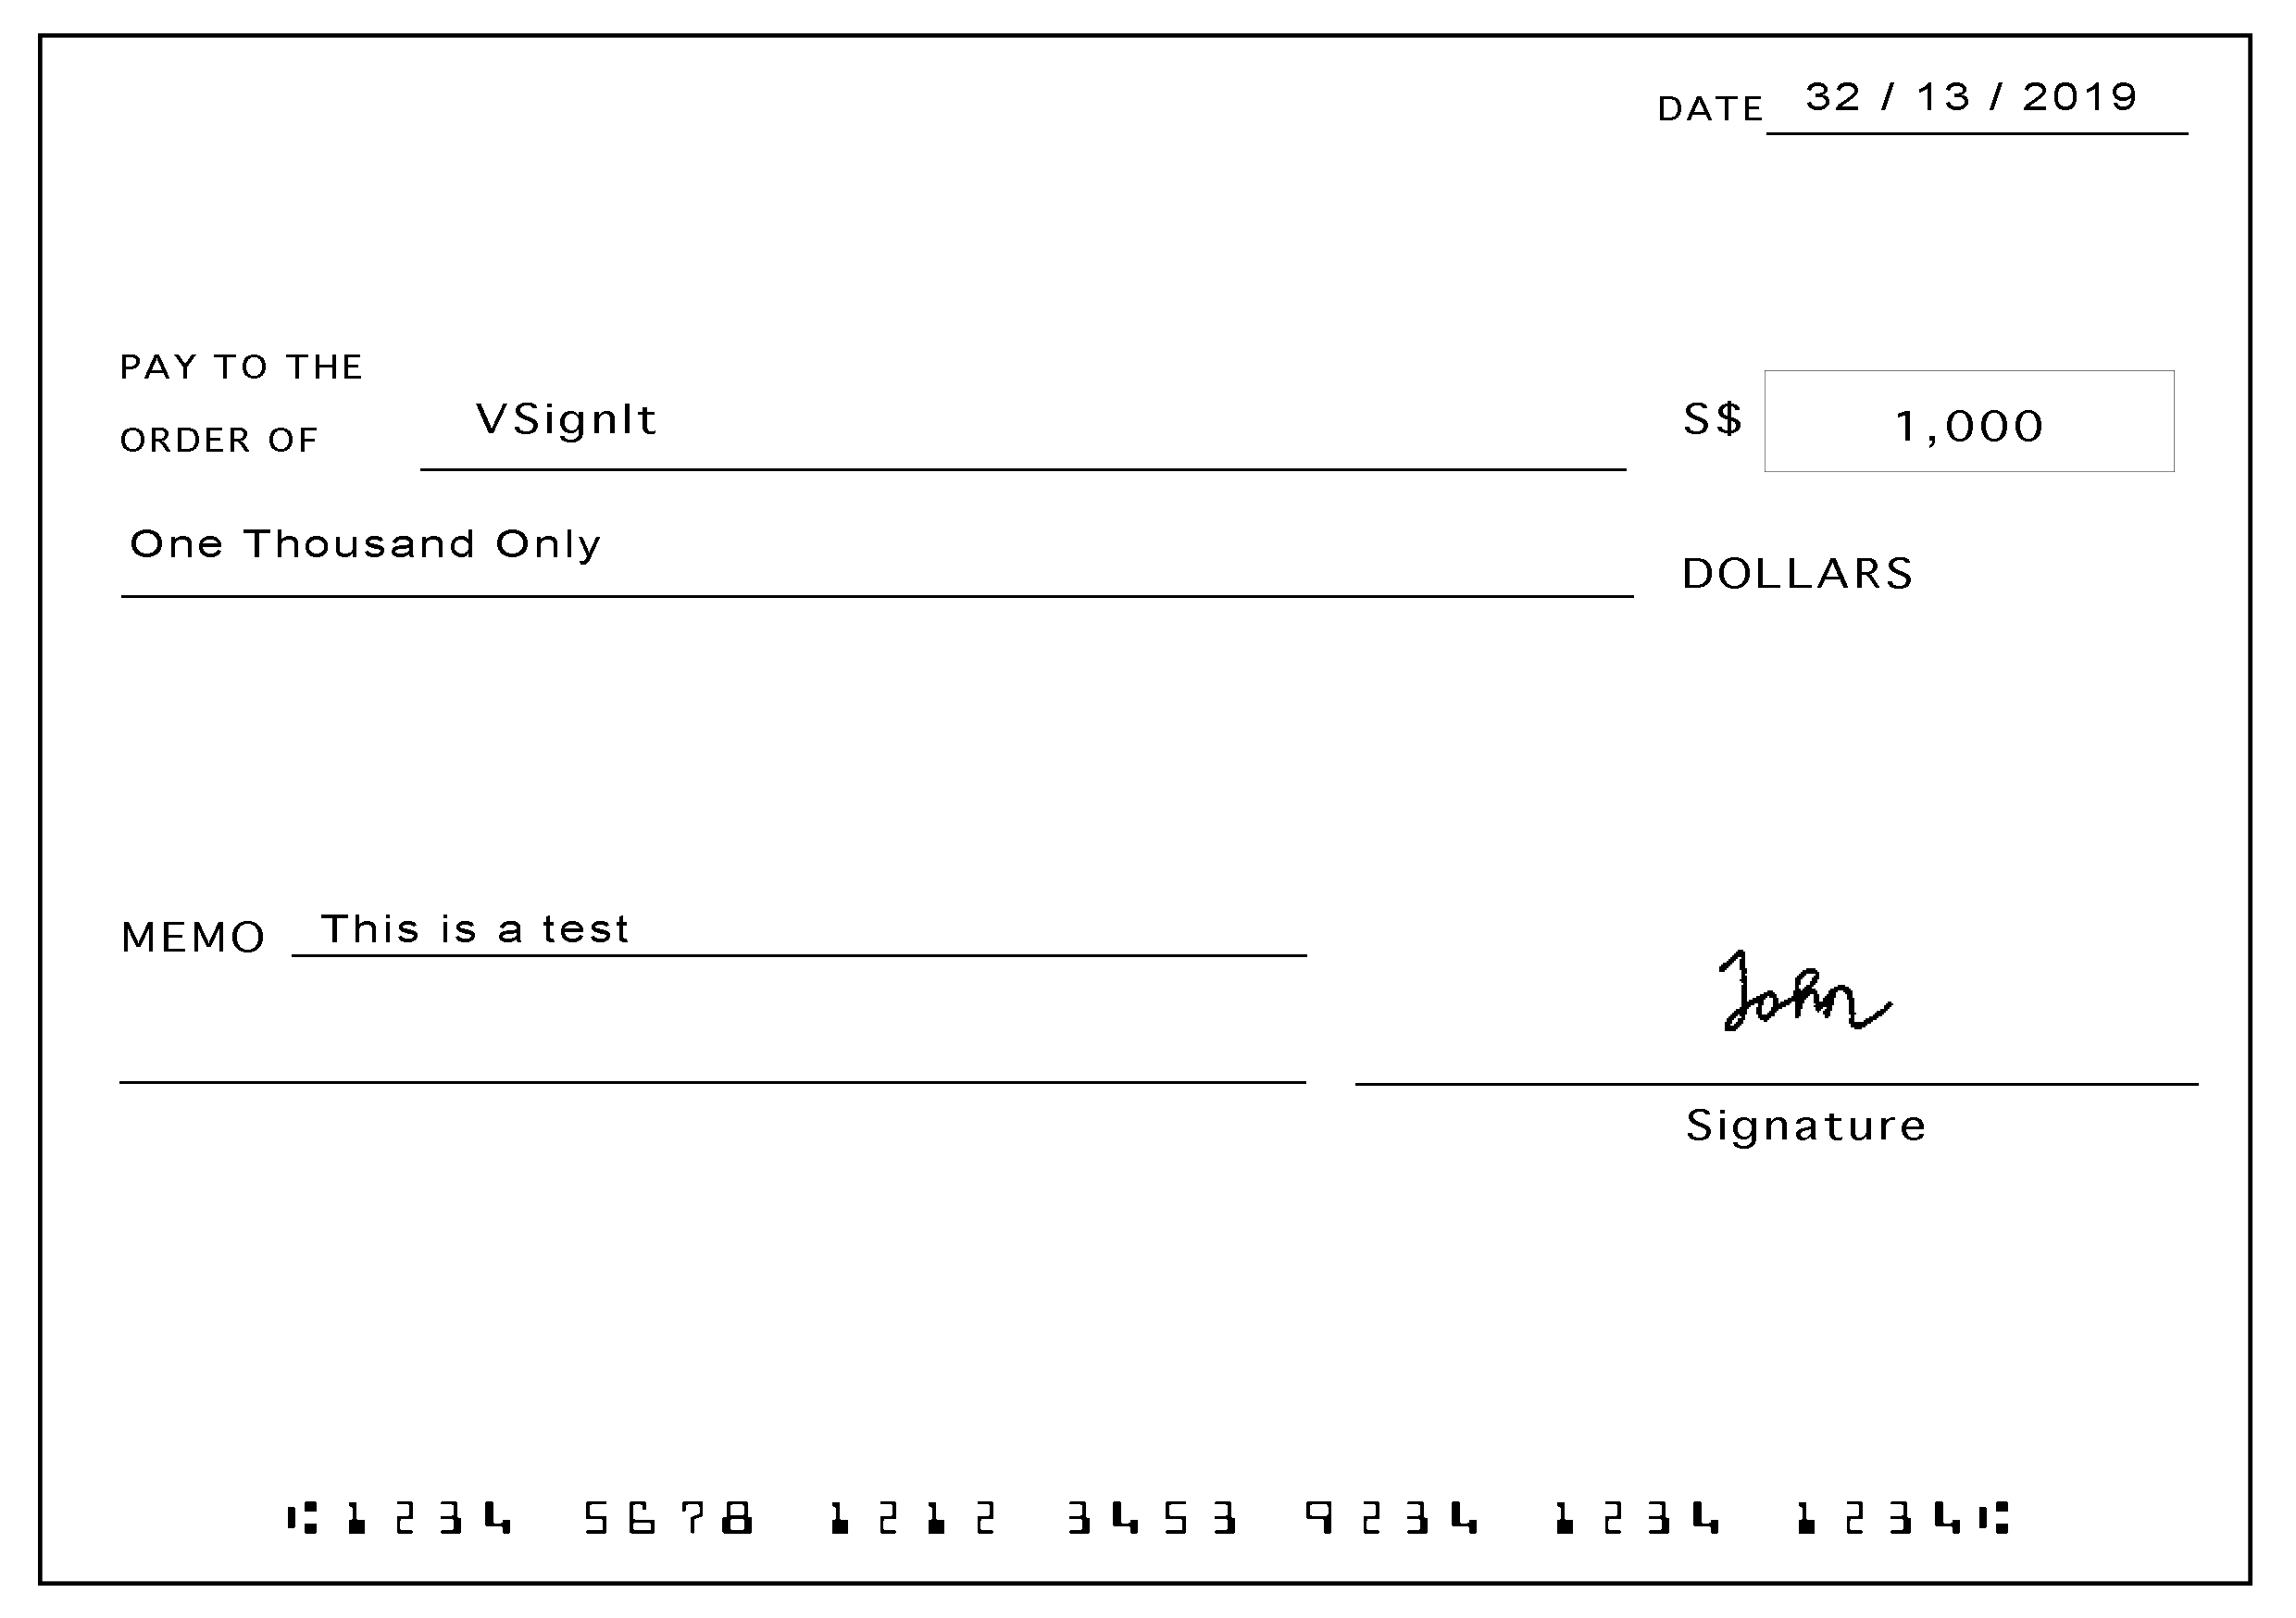 DATE 32 / 13 / 2019
PAY TO THE
ORDER OF VSignIt S$ 1,000
One Thousand Only DOLLARS
MEMO This is a test
John
Signature
⑆1234 5678 1212 3453 9234 1234 1234⑆